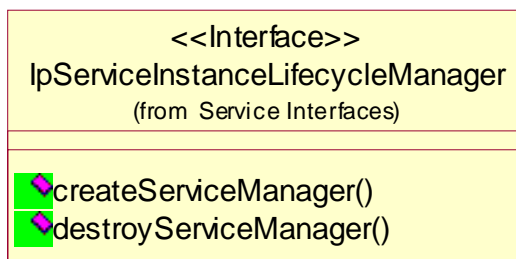 <<Interface>>
IpServiceInstanceLifecycleManager
(from Service Interfaces)
createServiceManager()
destroyServiceManager()